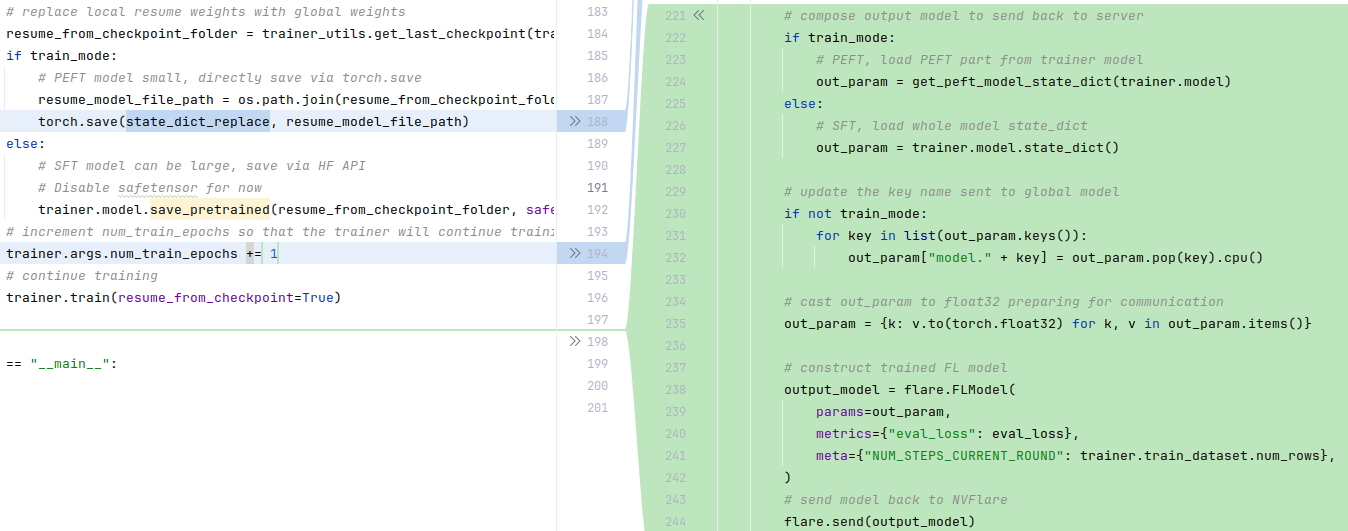 # replace local resume weights with global weights
resume_from_checkpoint_folder = trainer_utils.get_last_checkpoint(tra
if train_mode:
# PEFT model small, directly save via torch.save
resume_model_file_path = os.path.join(resume_from_checkpoint_fold
torch.save(state_dict_replace, resume_model_file_path)
else:
# SFT model can be large, save via HF API
# Disable safetensor for now
trainer.model.save_pretrained(resume_from_checkpoint_folder, safe
# increment num_train_epochs so that the trainer will continue traini
trainer.args.num_train_epochs += 1
# continue training
trainer.train(resume_from_checkpoint=True)
== "__main__":
183
184
185
186
187
188
189
190
191
192
193
194
195
196
197
198
199
200
201
221 # compose output model to send back to server
222 if train_mode:
223 # PEFT, load PEFT part from trainer model
224 out_param = get_peft_model_state_dict(trainer.model)
225 else:
226 # SFT, load whole model state_dict
227 out_param = trainer.model.state_dict()
228
229 # update the key name sent to global model
230 if not train_mode:
231 for key in list(out_param.keys()):
232 out_param["model." + key] = out_param.pop(key).cpu()
233
234 # cast out_param to float32 preparing for communication
235 out_param = {k: v.to(torch.float32) for k, v in out_param.items()}
236
237 # construct trained FL model
238 output_model = flare.FLModel(
239 params=out_param,
240 metrics={"eval_loss": eval_loss},
241 meta={"NUM_STEPS_CURRENT_ROUND": trainer.train_dataset.num_rows},
242 )
243 # send model back to NVFlare
244 flare.send(output_model)